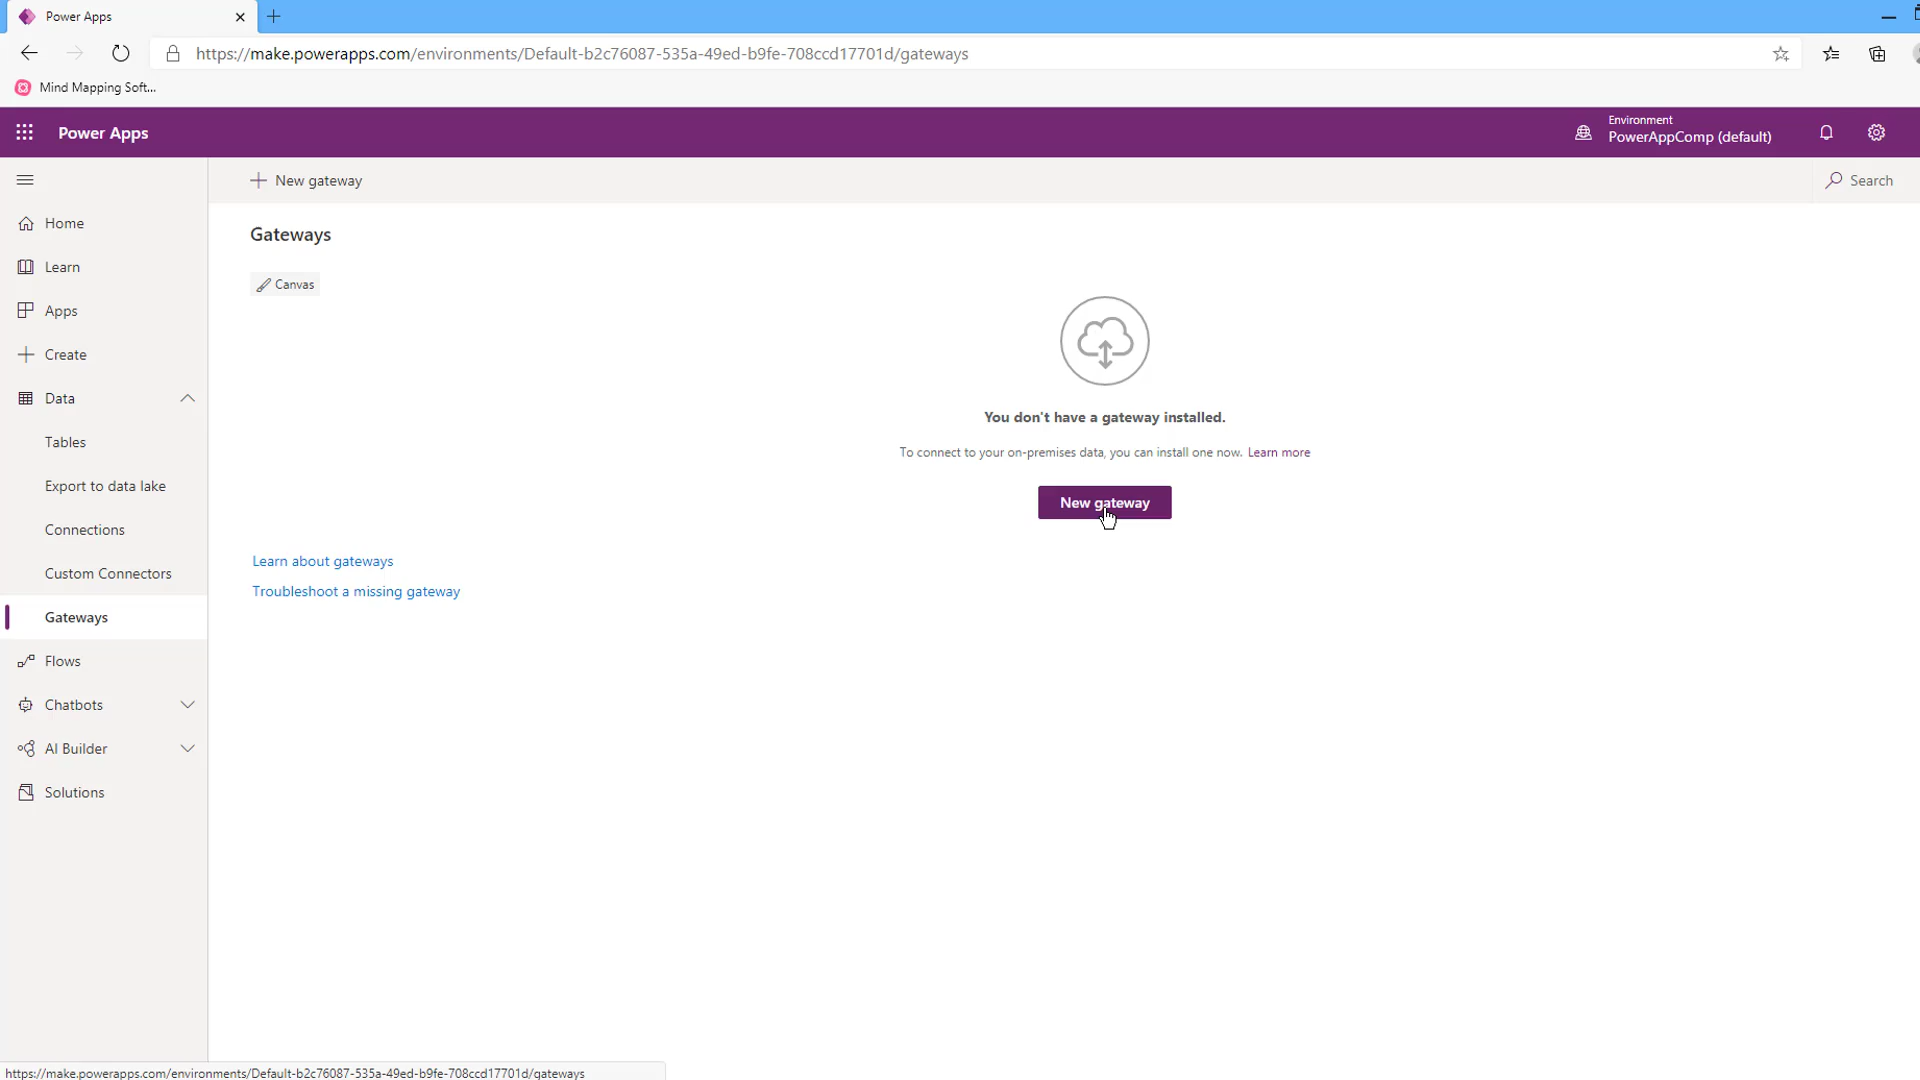 Power Apps
https://make.powerapps.com/environments/Default-b2c76087-535a-49ed-b9fe-708ccd17701d/gateways
Mind Mapping Soft...
Power Apps
Environment
PowerAppComp (default)
New gateway
Search
Home
Learn
Apps
Create
Data
Tables
Export to data lake
Connections
Custom Connectors
Gateways
Flows
Chatbots
AI Builder
Solutions
Gateways
Canvas
You don't have a gateway installed.
To connect to your on-premises data, you can install one now. Learn more
New gateway
Learn about gateways
Troubleshoot a missing gateway
https://make.powerapps.com/environments/Default-b2c76087-535a-49ed-b9fe-708ccd17701d/gateways